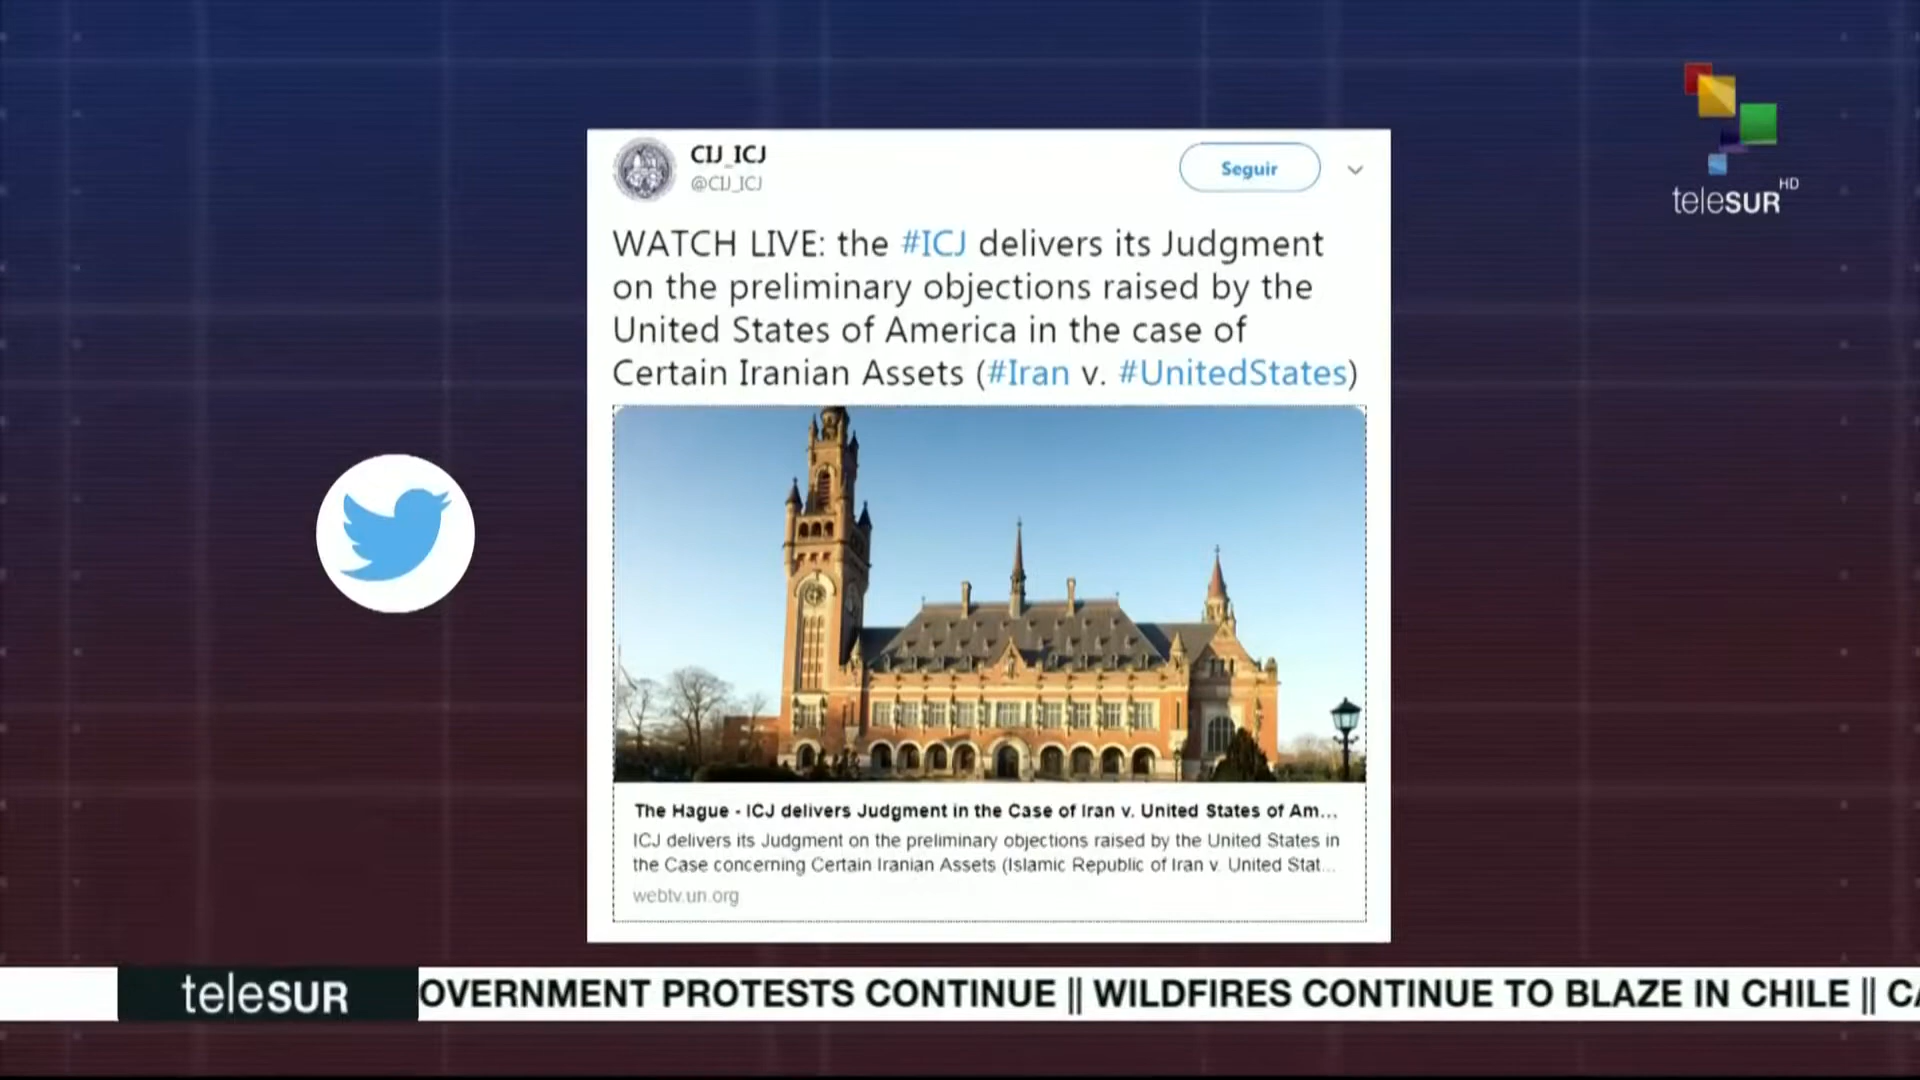 CIJ_ICJ
@CIJ_ICJ
Seguir
teleSUR HD
WATCH LIVE: the #ICJ delivers its Judgment
on the preliminary objections raised by the
United States of America in the case of
Certain Iranian Assets (#Iran v. #UnitedStates)
The Hague - ICJ delivers Judgment in the Case of Iran v. United States of Am...
ICJ delivers its Judgment on the preliminary objections raised by the United States in
the Case concerning Certain Iranian Assets (Islamic Republic of Iran v. United Stat...
webtv.un.org
teleSUR
OVERNMENT PROTESTS CONTINUE || WILDFIRES CONTINUE TO BLAZE IN CHILE || CA